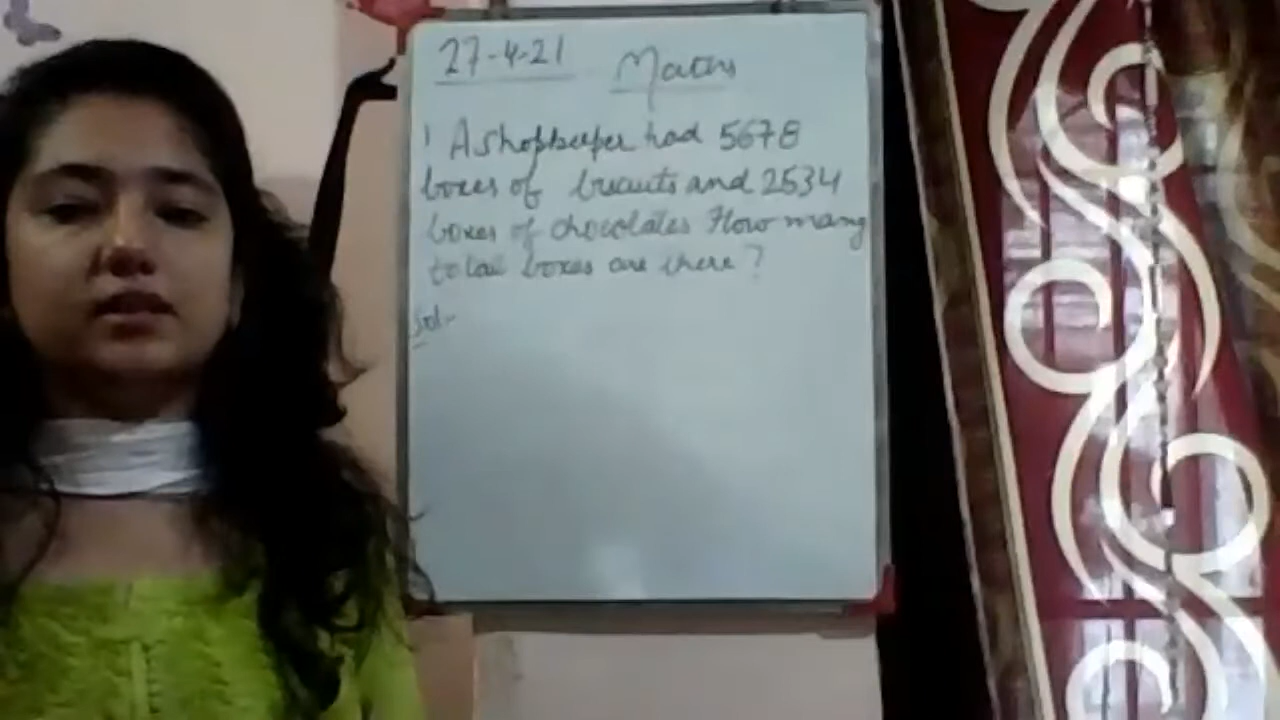 27-4-21 Maths
1 A shopkeeper had 5678
boxes of biscuits and 2534
boxes of chocolates How many
total boxes are there?
Sol-